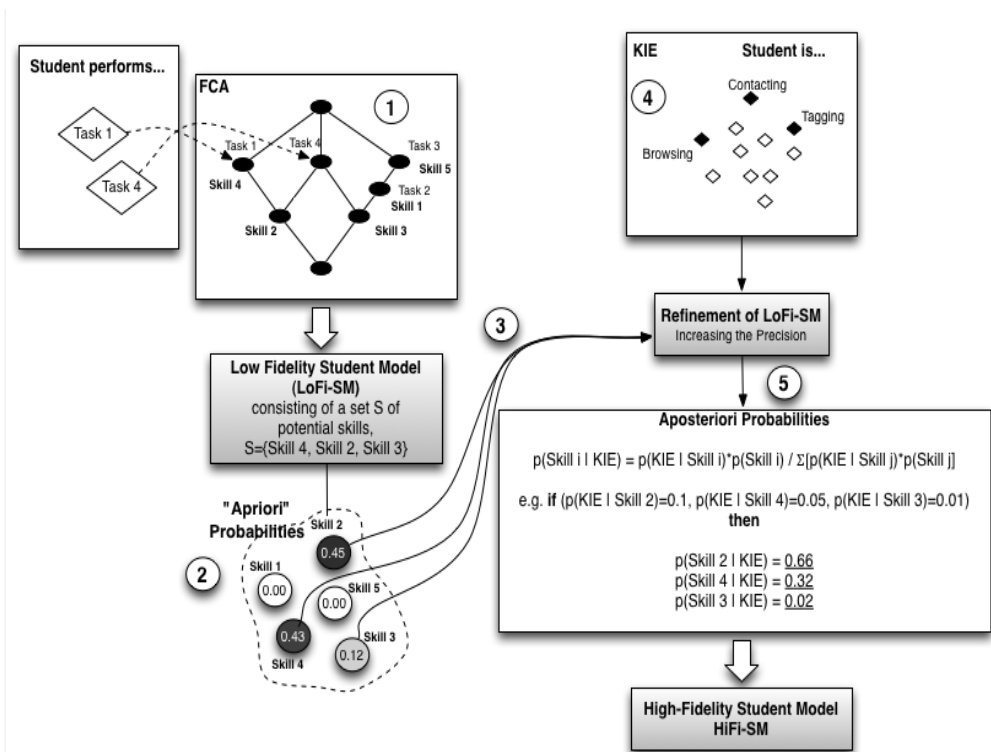 Student performs...
Task 1
Task 4
FCA
1
Task 1
Task 4
Task 3
Skill 4
Skill 5
Task 2
Skill 1
Skill 2
Skill 3
KIE
Student is...
4
Contacting
Tagging
Browsing
Low Fidelity Student Model
(LoFi-SM)
consisting of a set S of
potential skills,
S={Skill 4, Skill 2, Skill 3}
3
Refinement of LoFi-SM
Increasing the Precision
5
"Apriori"
Probabilities
2
Skill 2
0.45
Skill 1
0.00
Skill 5
0.00
0.43
Skill 4
Skill 3
0.12
Aposteriori Probabilities
p(Skill i I KIE) = p(KIE I Skill i)*p(Skill i) / Σ[p(KIE I Skill j)*p(Skill j]
e.g. if (p(KIE I Skill 2)=0.1, p(KIE I Skill 4)=0.05, p(KIE I Skill 3)=0.01)
then
p(Skill 2 I KIE) = 0.66
p(Skill 4 I KIE) = 0.32
p(Skill 3 I KIE) = 0.02
High-Fidelity Student Model
HiFi-SM